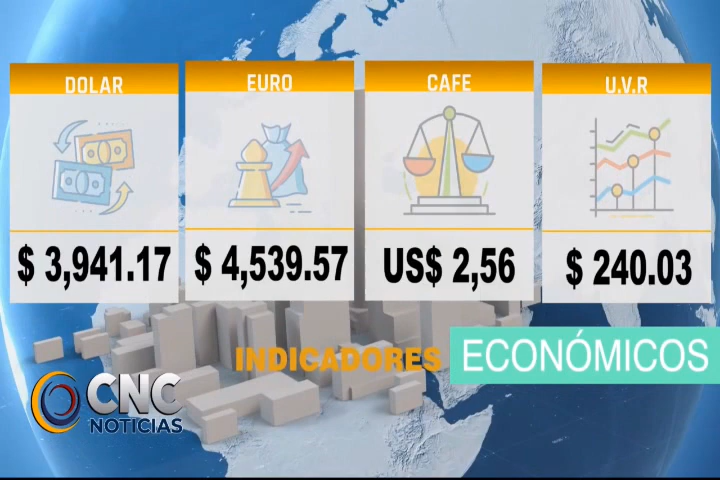 DOLAR
EURO
CAFE
U.V.R
$ 3,941.17
$ 4,539.57
US$ 2,56
$ 240.03
INDICADORES ECONÓMICOS
CNC
NOTICIAS